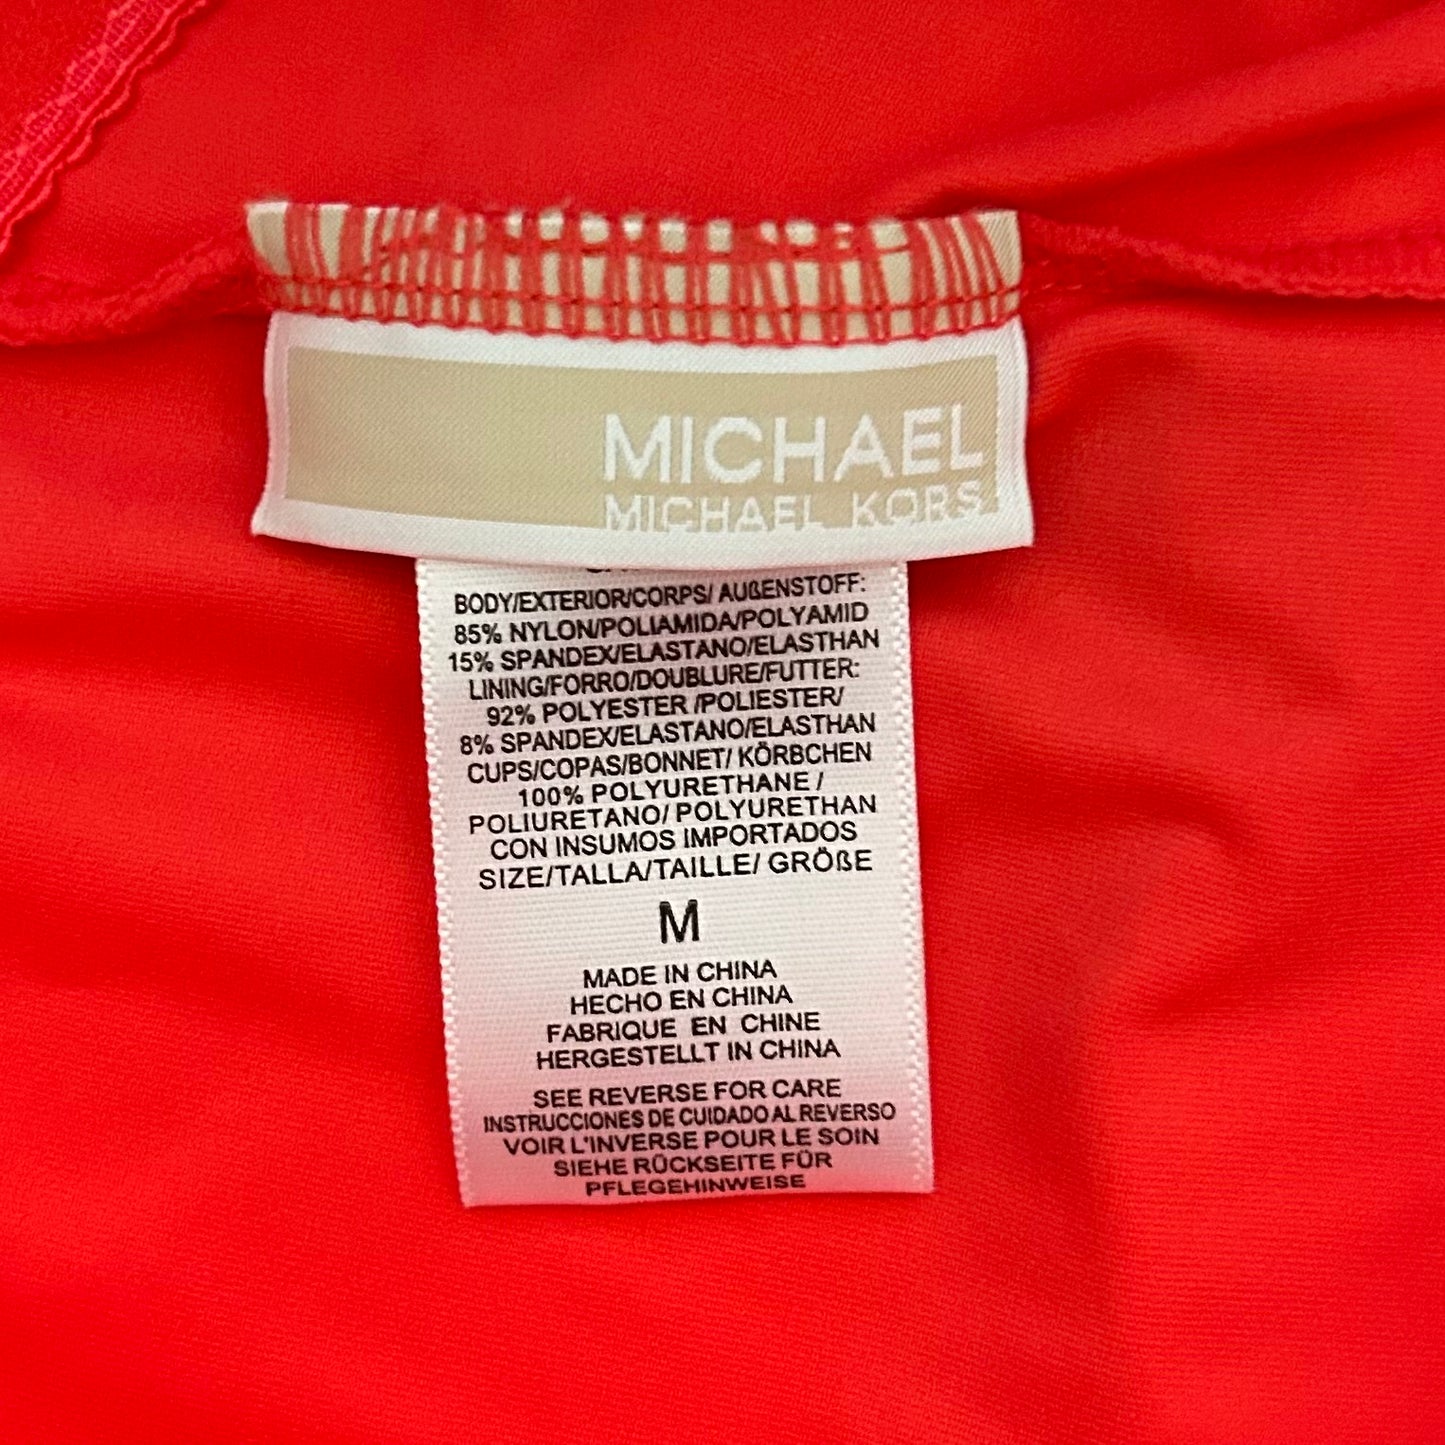 MICHAEL
MICHAEL KORS
BODY/EXTERIOR/CORPS/ AUßENSTOFF:
85% NYLON/POLIAMIDA/POLYAMID
15% SPANDEX/ELASTANO/ELASTHAN
LINING/FORRO/DOUBLURE/FUTTER:
92% POLYESTER /POLIESTER/
8% SPANDEX/ELASTANO/ELASTHAN
CUPS/COPAS/BONNET/ KÖRBCHEN
100% POLYURETHANE /
POLIURETANO/ POLYURETHAN
CON INSUMOS IMPORTADOS
SIZE/TALLA/TAILLE/ GRÖßE
M
MADE IN CHINA
HECHO EN CHINA
FABRIQUE EN CHINE
HERGESTELLT IN CHINA
SEE REVERSE FOR CARE
INSTRUCCIONES DE CUIDADO AL REVERSO
VOIR L'INVERSE POUR LE SOIN
SIEHE RÜCKSEITE FÜR
PFLEGEHINWEISE